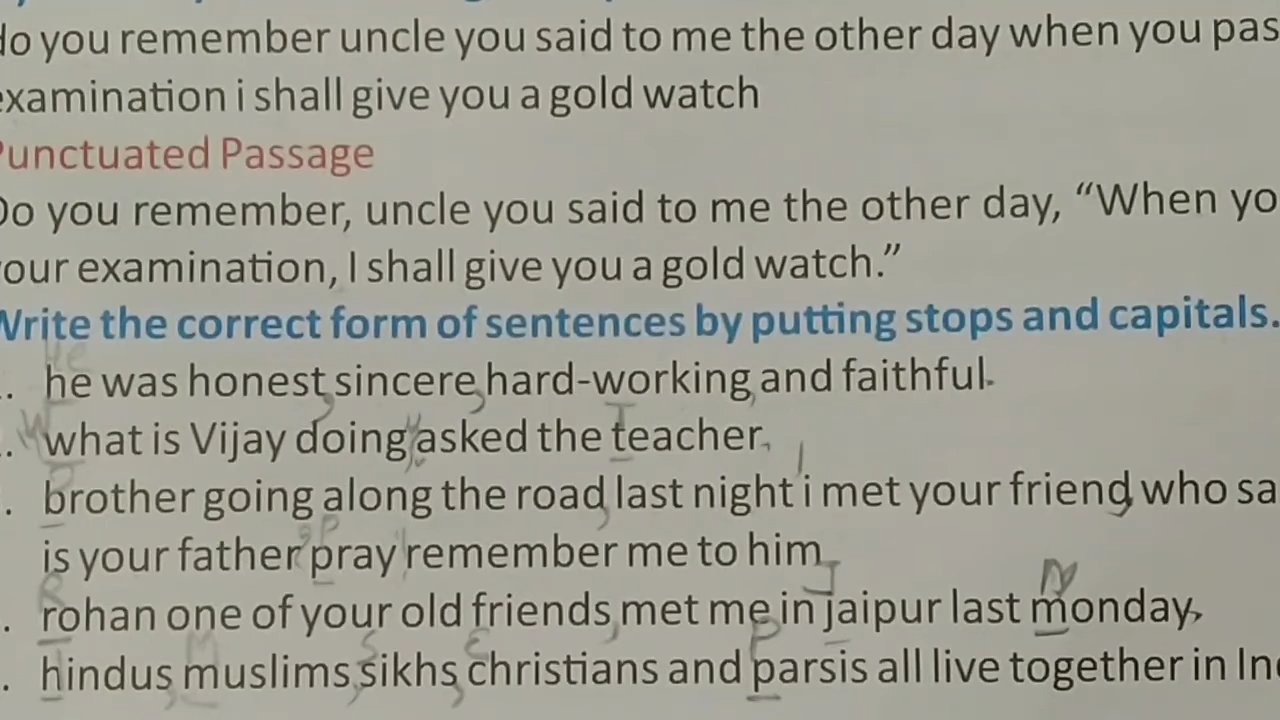 do you remember uncle you said to me the other day when you pas
examination i shall give you a gold watch
Punctuated Passage
Do you remember, uncle you said to me the other day, “When yo
your examination, I shall give you a gold watch.”
Write the correct form of sentences by putting stops and capitals.
. he was honest, sincere, hard-working, and faithful.
. what is Vijay doing asked the teacher.
. brother going along the road, last night i met your friend, who sa
is your father pray remember me to him
. rohan one of your old friends, met me in jaipur last monday,
. hindus, muslims, sikhs, christians and parsis all live together in Ind